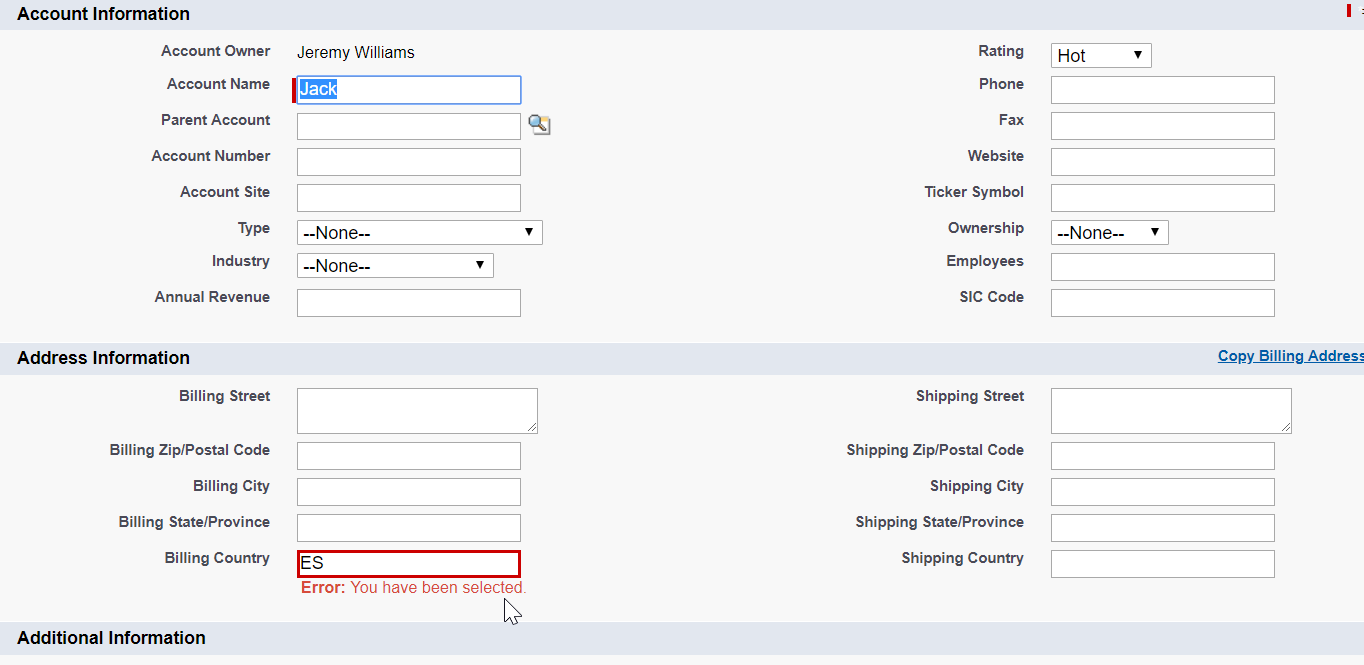 Account Information
Account Owner Jeremy Williams Rating Hot
Account Name Jack Phone
Parent Account Fax
Account Number Website
Account Site Ticker Symbol
Type --None-- Ownership --None--
Industry --None-- Employees
Annual Revenue SIC Code
Address Information Copy Billing Address
Billing Street Shipping Street
Billing Zip/Postal Code Shipping Zip/Postal Code
Billing City Shipping City
Billing State/Province Shipping State/Province
Billing Country ES Shipping Country
Error: You have been selected.
Additional Information